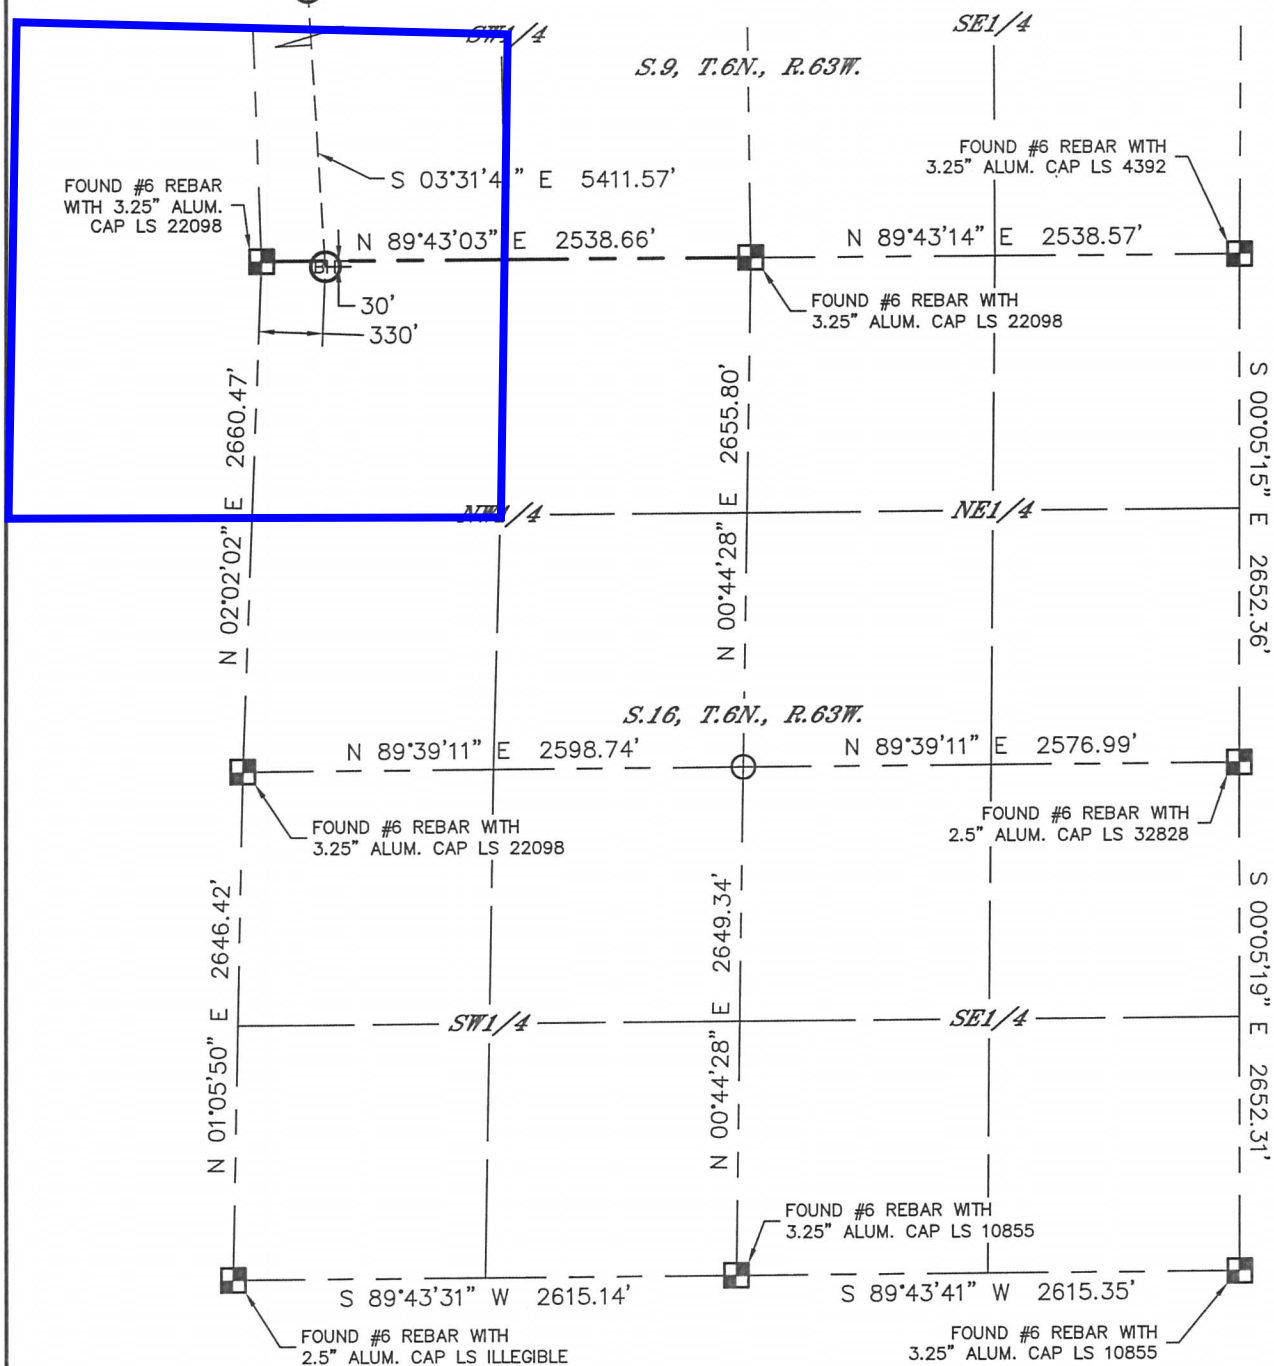 SW1/4
SE1/4
S.9, T.6N., R.63W.
FOUND #6 REBAR WITH
3.25" ALUM. CAP LS 4392
S 03°31'4 " E 5411.57'
FOUND #6 REBAR
WITH 3.25" ALUM.
CAP LS 22098
N 89°43'03" E 2538.66'
N 89°43'14" E 2538.57'
30'
330'
FOUND #6 REBAR WITH
3.25" ALUM. CAP LS 22098
N 02°02'02" E 2660.47'
N 00°44'28" E 2655.80'
S 00°05'15" E 2652.36'
NW1/4
NE1/4
S.16, T.6N., R.63W.
N 89°39'11" E 2598.74'
N 89°39'11" E 2576.99'
FOUND #6 REBAR WITH
3.25" ALUM. CAP LS 22098
FOUND #6 REBAR WITH
2.5" ALUM. CAP LS 32828
N 01°05'50" E 2646.42'
N 00°44'28" E 2649.34'
S 00°05'19" E 2652.31'
SW1/4
SE1/4
FOUND #6 REBAR WITH
3.25" ALUM. CAP LS 10855
S 89°43'31" W 2615.14'
S 89°43'41" W 2615.35'
FOUND #6 REBAR WITH
2.5" ALUM. CAP LS ILLEGIBLE
FOUND #6 REBAR WITH
3.25" ALUM. CAP LS 10855